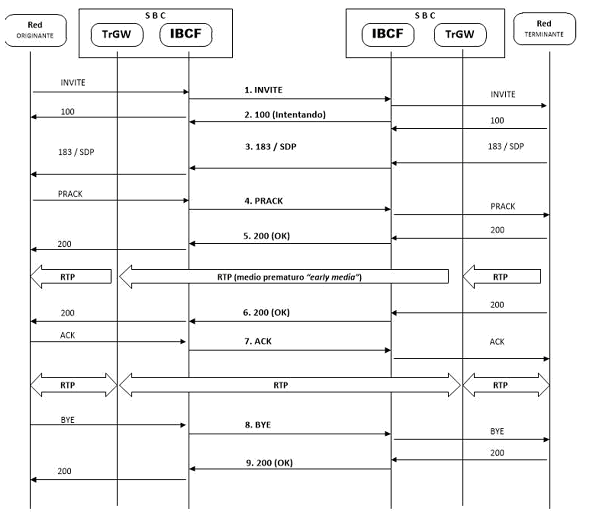 S B C
S B C
Red
ORIGINANTE
TrGW
IBCF
IBCF
TrGW
Red
TERMINANTE
INVITE
1. INVITE
INVITE
100
2. 100 (Intentando)
100
183 / SDP
3. 183 / SDP
183 / SDP
PRACK
4. PRACK
PRACK
200
5. 200 (OK)
200
RTP
RTP (medio prematuro "early media")
RTP
200
6. 200 (OK)
200
ACK
7. ACK
ACK
RTP
RTP
RTP
BYE
8. BYE
BYE
200
9. 200 (OK)
200